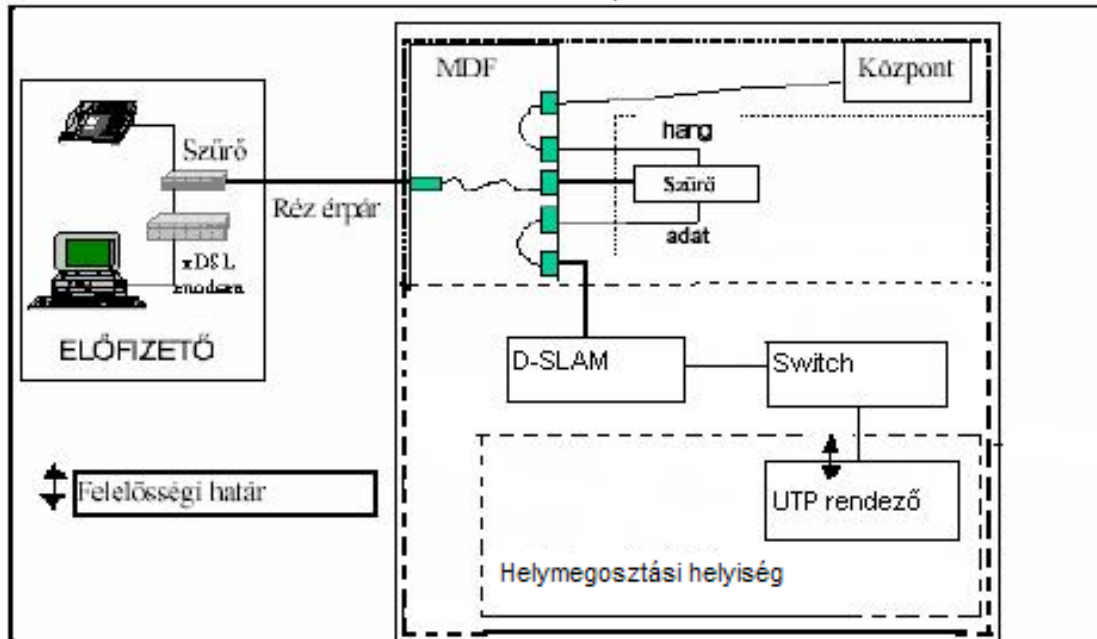 MDF
Központ
hang
Szűrő
Szűrő
Réz érpár
adat
xDSL
modem
ELŐFIZETŐ
D-SLAM
Switch
Felelősségi határ
UTP rendező
Helymegosztási helyiség